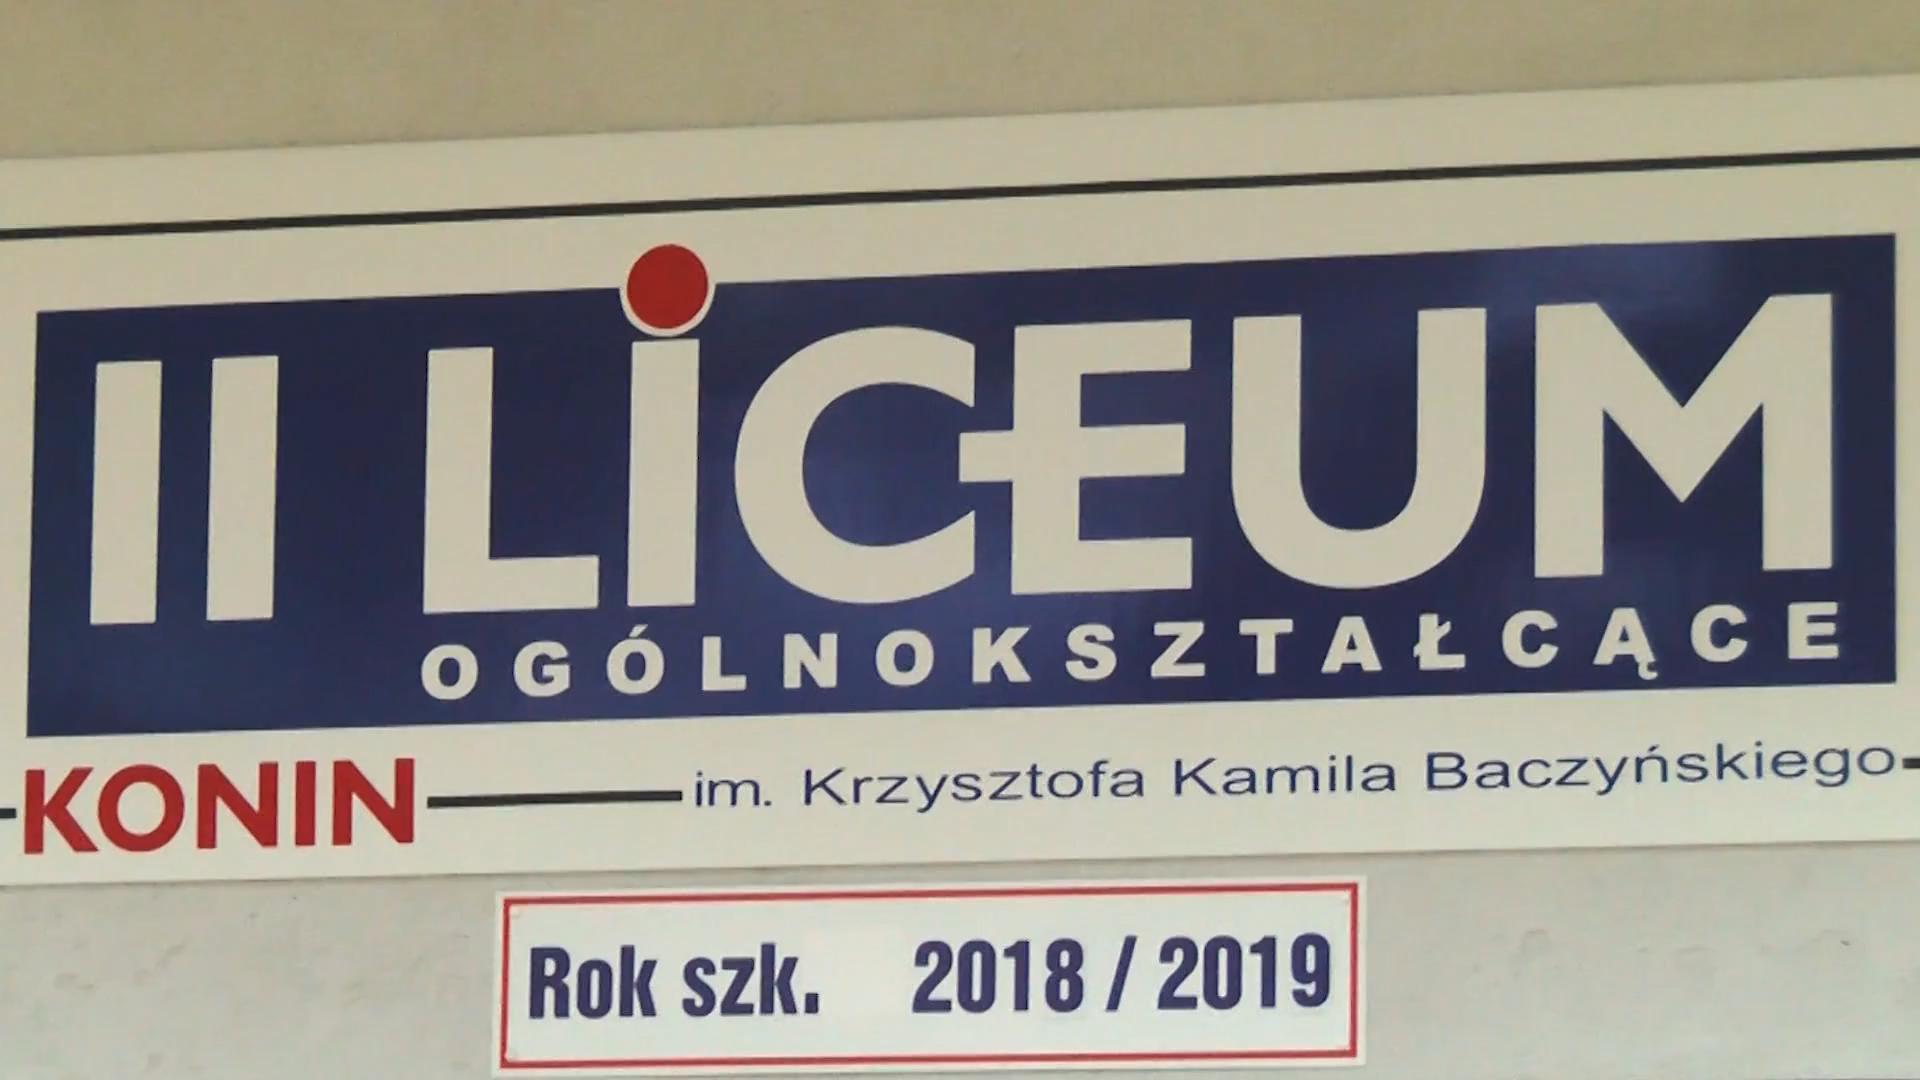 II LiCEUM
OGÓLNOKSZTAŁCĄCE
KONIN im. Krzysztofa Kamila Baczyńskiego
Rok szk. 2018 / 2019